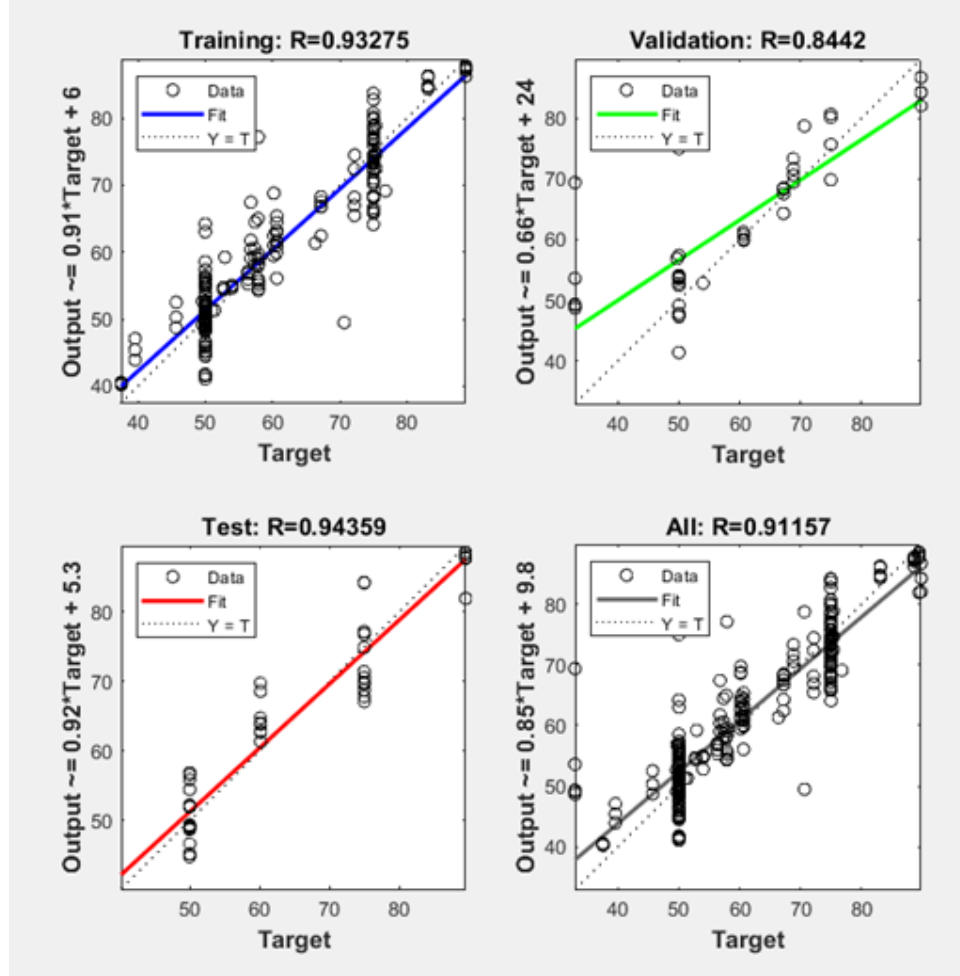 Training: R=0.93275
Output ~= 0.91*Target + 6
Data
Fit
Y = T
80
70
60
50
40
40 50 60 70 80
Target
Validation: R=0.8442
Output ~= 0.66*Target + 24
Data
Fit
Y = T
80
70
60
50
40
40 50 60 70 80
Target
Test: R=0.94359
Output ~= 0.92*Target + 5.3
Data
Fit
Y = T
80
70
60
50
50 60 70 80
Target
All: R=0.91157
Output ~= 0.85*Target + 9.8
Data
Fit
Y = T
80
70
60
50
40
40 50 60 70 80
Target